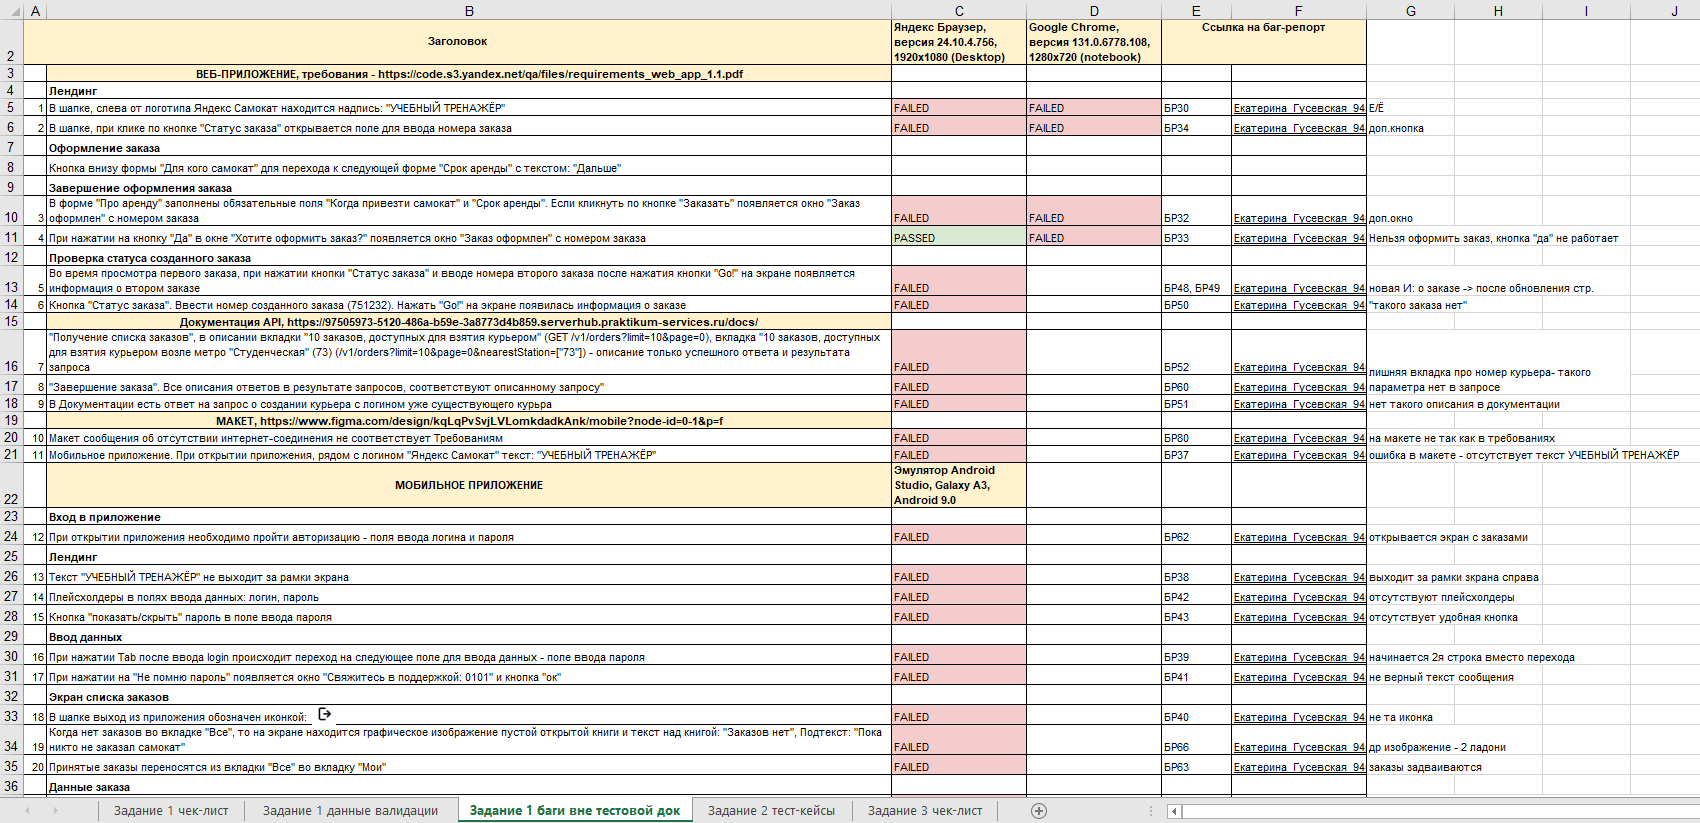 A B C D E F G H I J
2 Заголовок Яндекс Браузер, версия 24.10.4.756, 1920x1080 (Desktop) Google Chrome, версия 131.0.6778.108, 1280x720 (notebook) Ссылка на баг-репорт
3 ВЕБ-ПРИЛОЖЕНИЕ, требования - https://code.s3.yandex.net/qa/files/requirements_web_app_1.1.pdf
4 Лендинг
5 1 В шапке, слева от логотипа Яндекс Самокат находится надпись: "УЧЕБНЫЙ ТРЕНАЖЁР" FAILED FAILED БР30 Екатерина_Гусевская_94 Е/Ё
6 2 В шапке, при клике по кнопке "Статус заказа" открывается поле для ввода номера заказа FAILED FAILED БР34 Екатерина_Гусевская_94 доп.кнопка
7 Оформление заказа
8 Кнопка внизу формы "Для кого самокат" для перехода к следующей форме "Срок аренды" с текстом: "Дальше"
9 Завершение оформления заказа
10 3 В форме "Про аренду" заполнены обязательные поля "Когда привезти самокат" и "Срок аренды". Если кликнуть по кнопке "Заказать" появляется окно "Заказ
оформлен" с номером заказа FAILED FAILED БР32 Екатерина_Гусевская_94 доп.окно
11 4 При нажатии на кнопку "Да" в окне "Хотите оформить заказ?" появляется окно "Заказ оформлен" с номером заказа PASSED FAILED БР33 Екатерина_Гусевская_94 Нельзя оформить заказ, кнопка "да" не работает
12 Проверка статуса созданного заказа
13 5 Во время просмотра первого заказа, при нажатии кнопки "Статус заказа" и вводе номера второго заказа после нажатия кнопки "Go!" на экране появляется
информация о втором заказе FAILED БР48, БР49 Екатерина_Гусевская_94 новая И: о заказе -> после обновления стр.
14 6 Кнопка "Статус заказа". Ввести номер созданного заказа (751232). Нажать "Go!" на экране появилась информация о заказе FAILED БР50 Екатерина_Гусевская_94 "такого заказа нет"
15 Документация API, https://97505973-5120-486a-b59e-3a8773d4b859.serverhub.praktikum-services.ru/docs/
16 7 "Получение списка заказов", в описании вкладки "10 заказов, доступных для взятия курьером" (GET /v1/orders?limit=10&page=0), вкладка "10 заказов, доступных
для взятия курьером возле метро "Студенческая" (73) (/v1/orders?limit=10&page=0&nearestStation=["73"]) - описание только успешного ответа и результата
запроса FAILED БР52 Екатерина_Гусевская_94
17 8 "Завершение заказа". Все описания ответов в результате запросов, соответствуют описанному запросу" FAILED БР60 Екатерина_Гусевская_94 лишняя вкладка про номер курьера- такого
параметра нет в запросе
18 9 В Документации есть ответ на запрос о создании курьера с логином уже существующего курьра FAILED БР51 Екатерина_Гусевская_94 нет такого описания в документации
19 МАКЕТ, https://www.figma.com/design/kqLqPvSvjLVLomkdadkAnk/mobile?node-id=0-1&p=f
20 10 Макет сообщения об отсутствии интернет-соединения не соответствует Требованиям FAILED БР80 Екатерина_Гусевская_94 на макете не так как в требованиях
21 11 Мобильное приложение. При открытии приложения, рядом с логином "Яндекс Самокат" текст: "УЧЕБНЫЙ ТРЕНАЖЁР" FAILED БР37 Екатерина_Гусевская_94 ошибка в макете - отсутствует текст УЧЕБНЫЙ ТРЕНАЖЁР
22 МОБИЛЬНОЕ ПРИЛОЖЕНИЕ Эмулятор Android Studio, Galaxy A3, Android 9.0
23 Вход в приложение
24 12 При открытии приложения необходимо пройти авторизацию - поля ввода логина и пароля FAILED БР62 Екатерина_Гусевская_94 открывается экран с заказами
25 Лендинг
26 13 Текст "УЧЕБНЫЙ ТРЕНАЖЁР" не выходит за рамки экрана FAILED БР38 Екатерина_Гусевская_94 выходит за рамки экрана справа
27 14 Плейсхолдеры в полях ввода данных: логин, пароль FAILED БР42 Екатерина_Гусевская_94 отсутствуют плейсхолдеры
28 15 Кнопка "показать/скрыть" пароль в поле ввода пароля FAILED БР43 Екатерина_Гусевская_94 отсутствует удобная кнопка
29 Ввод данных
30 16 При нажатии Tab после ввода login происходит переход на следующее поле для ввода данных - поле ввода пароля FAILED БР39 Екатерина_Гусевская_94 начинается 2я строка вместо перехода
31 17 При нажатии на "Не помню пароль" появляется окно "Свяжитесь в поддержкой: 0101" и кнопка "ок" FAILED БР41 Екатерина_Гусевская_94 не верный текст сообщения
32 Экран списка заказов
33 18 В шапке выход из приложения обозначен иконкой: FAILED БР40 Екатерина_Гусевская_94 не та иконка
34 19 Когда нет заказов во вкладке "Все", то на экране находится графическое изображение пустой открытой книги и текст над книгой: "Заказов нет", Подтекст: "Пока
никто не заказал самокат" FAILED БР66 Екатерина_Гусевская_94 др изображение - 2 ладони
35 20 Принятые заказы переносятся из вкладки "Все" во вкладку "Мои" FAILED БР63 Екатерина_Гусевская_94 заказы задваиваются
36 Данные заказа
Задание 1 чек-лист Задание 1 данные валидации Задание 1 баги вне тестовой док Задание 2 тест-кейсы Задание 3 чек-лист